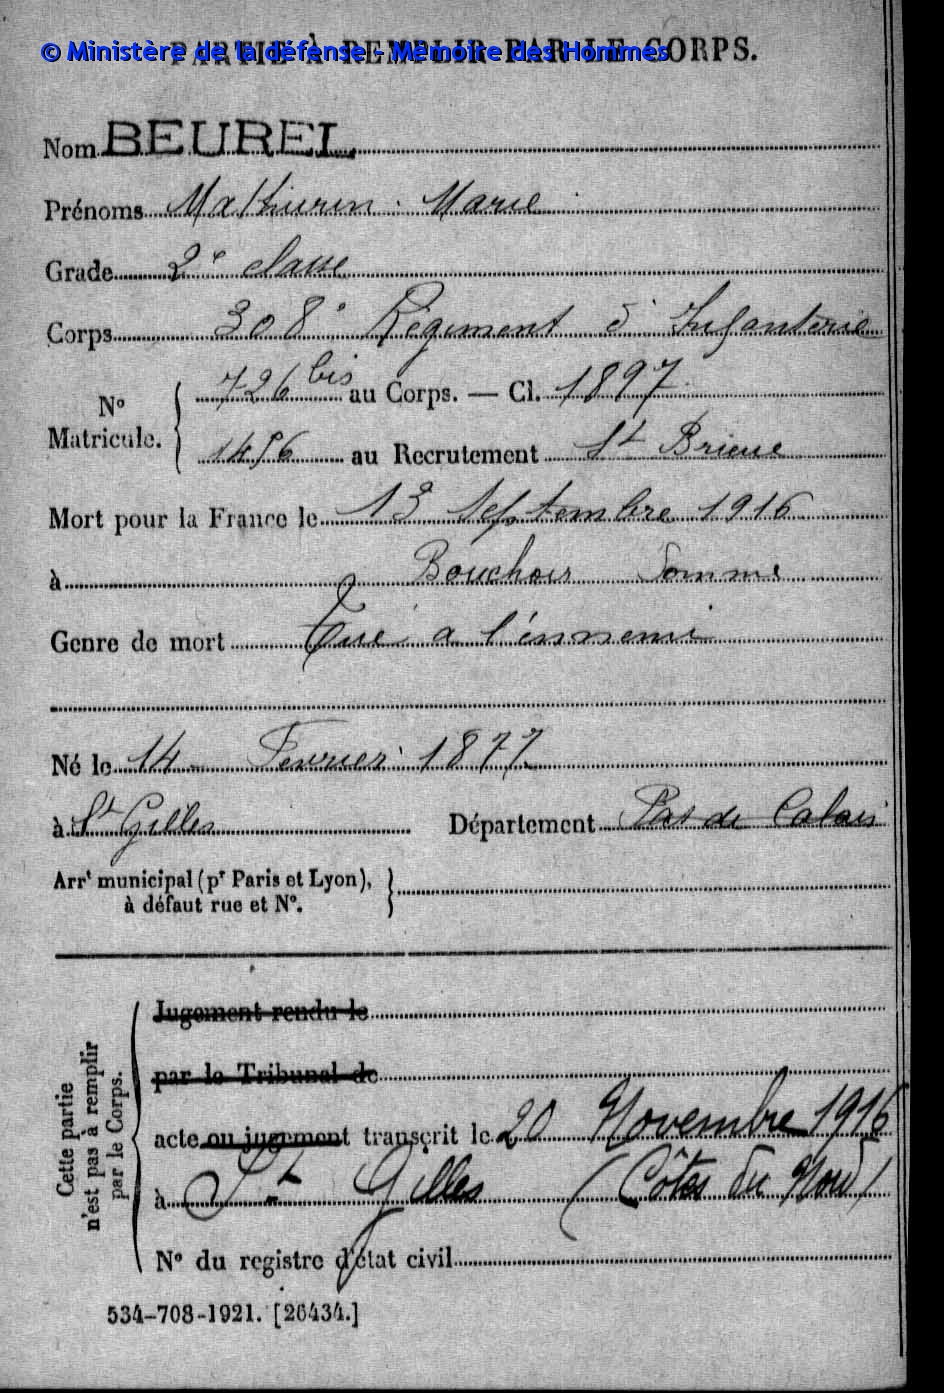 © Ministère de la défense - Mémoire des Hommes
PARTIE À REMPLIR PAR LE CORPS.
Nom BEUREL
Prénoms Mathurin Marie
Grade 2e classe
Corps 308e Régiment d'Infanterie
N° Matricule. 726 bis au Corps. — Cl. 1897
1456 au Recrutement St Brieuc
Mort pour la France le 13 Septembre 1916
à Bouchoir Somme
Genre de mort Tué à l'ennemi
Né le 14 Fevrier 1877
à St Gilles Département Pas de Calais
Arrt municipal (pr Paris et Lyon),
à défaut rue et N°.
Cette partie
n'est pas à remplir
par le Corps.
Jugement rendu le
par le Tribunal de
acte ou jugement transcrit le 20 Novembre 1916
à St Gilles (Côtes du Nord)
N° du registre d'état civil
534-708-1921. [26434.]